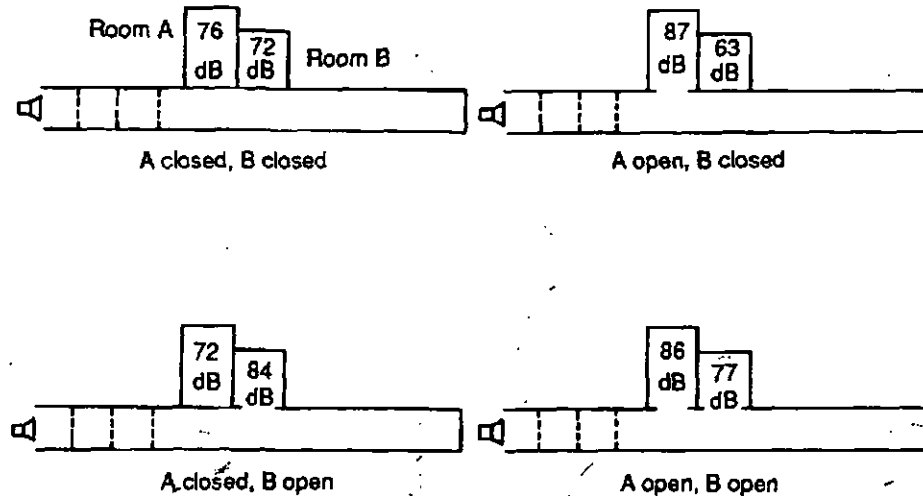 Room A
76
dB
72
dB
Room B
A closed, B closed
87
dB
63
dB
A open, B closed
72
dB
84
dB
A closed, B open
86
dB
77
dB
A open, B open